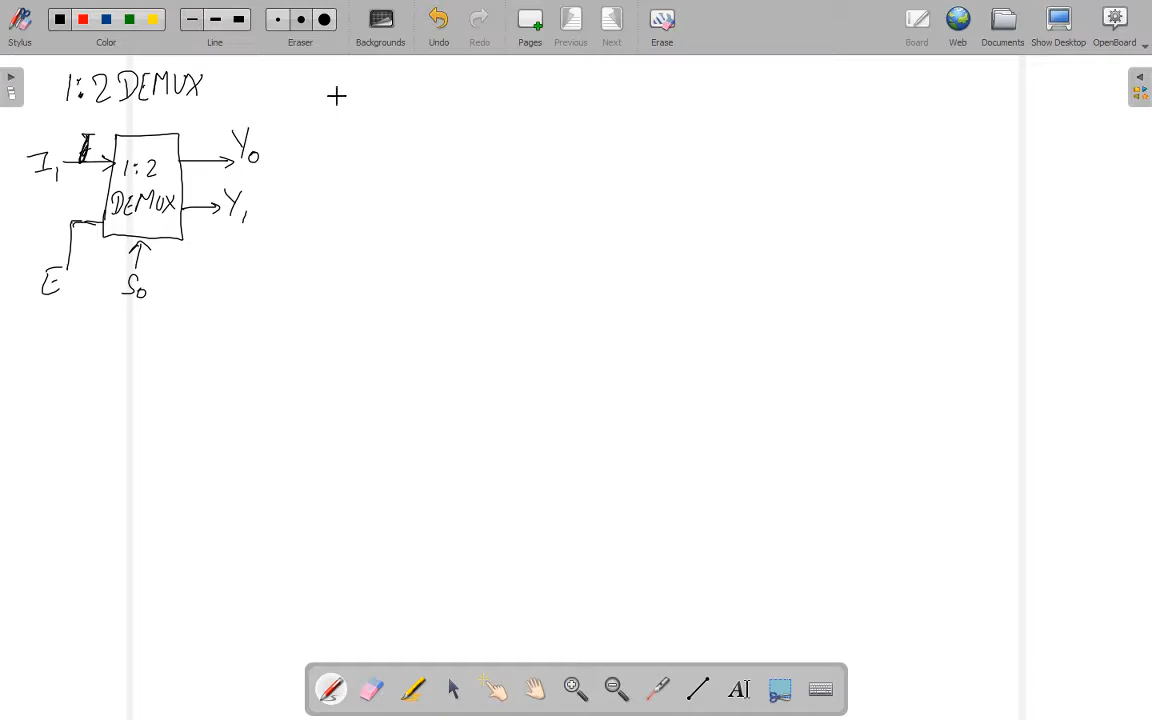 Stylus Color Line Eraser Backgrounds Undo Redo Pages Previous Next Erase Board Web Documents Show Desktop OpenBoard
1:2 DEMUX
I₁ 1:2 Y₀
DEMUX Y₁
E S₀